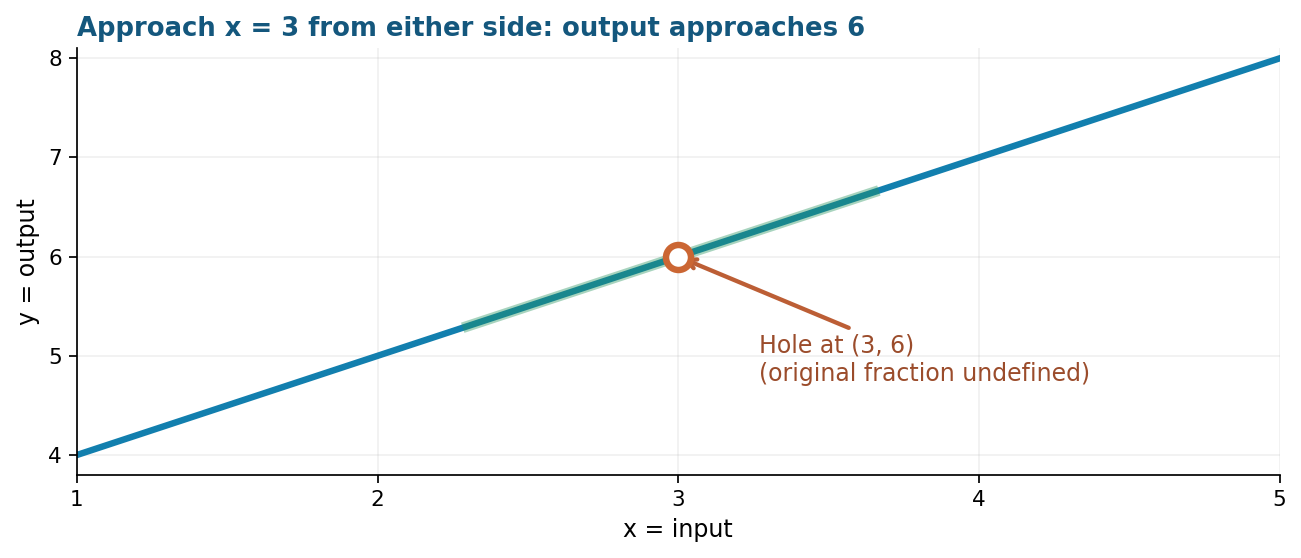 Approach x = 3 from either side: output approaches 6
8
7
6
5
4
y = output
Hole at (3, 6)
(original fraction undefined)
1 2 3 4 5
x = input